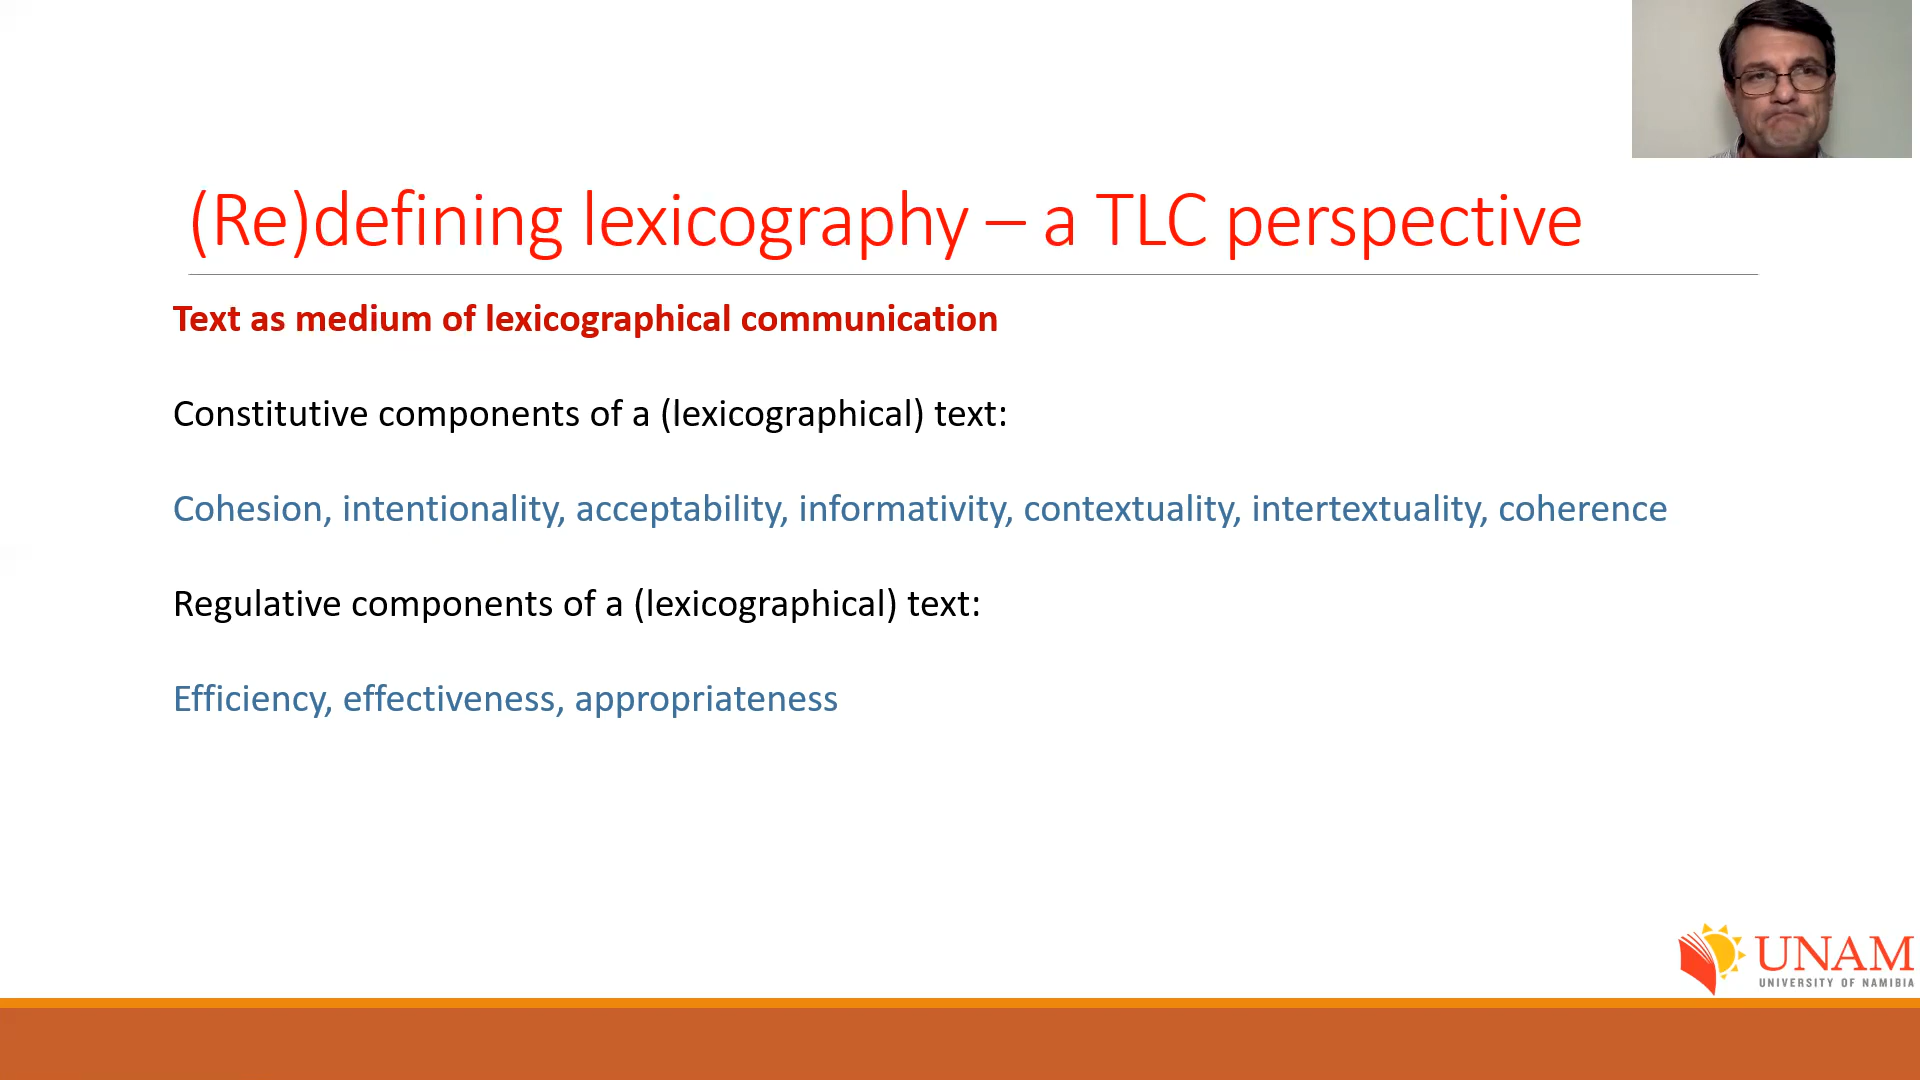 (Re)defining lexicography – a TLC perspective
Text as medium of lexicographical communication
Constitutive components of a (lexicographical) text:
Cohesion, intentionality, acceptability, informativity, contextuality, intertextuality, coherence
Regulative components of a (lexicographical) text:
Efficiency, effectiveness, appropriateness
UNAM
UNIVERSITY OF NAMIBIA